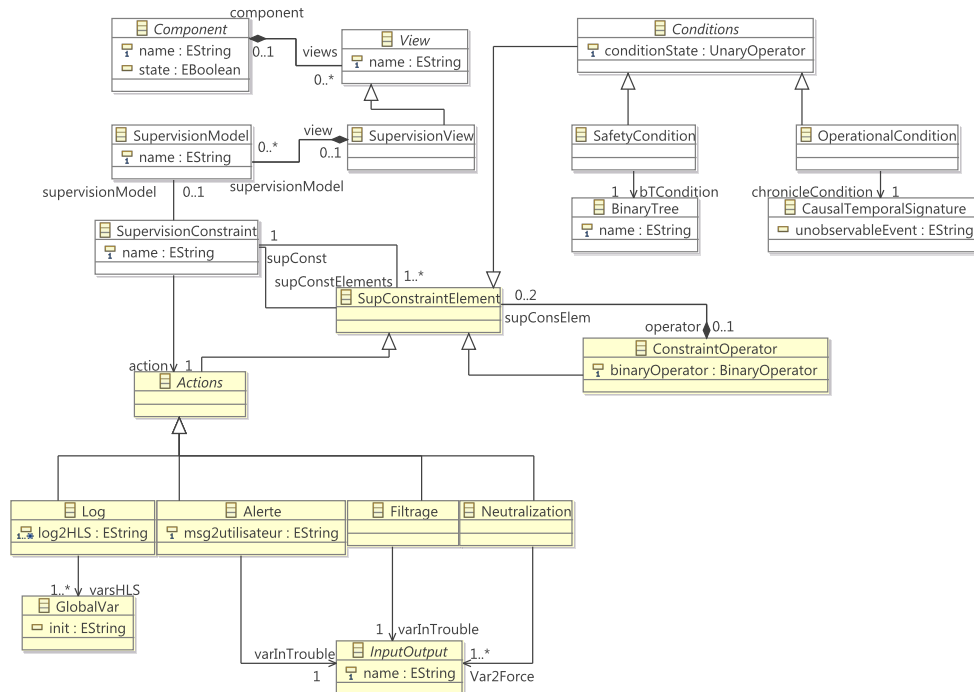 component
Component
name : EString
state : EBoolean
0..1
views
0..*
View
name : EString
Conditions
conditionState : UnaryOperator
SupervisionModel
name : EString
0..*
view
0..1
supervisionModel
SupervisionView
SafetyCondition
OperationalCondition
supervisionModel
0..1
1
bTCondition
chronicleCondition
1
BinaryTree
name : EString
CausalTemporalSignature
unobservableEvent : EString
SupervisionConstraint
name : EString
1
supConst
1..*
supConstElements
SupConstraintElement
0..2
supConsElem
operator
0..1
ConstraintOperator
1 binaryOperator : BinaryOperator
action
1
Actions
Log
1..* log2HLS : EString
Alerte
1 msg2utilisateur : EString
Filtrage
Neutralization
1..*
varsHLS
GlobalVar
init : EString
varInTrouble
1
1
varInTrouble
1..*
Var2Force
InputOutput
name : EString